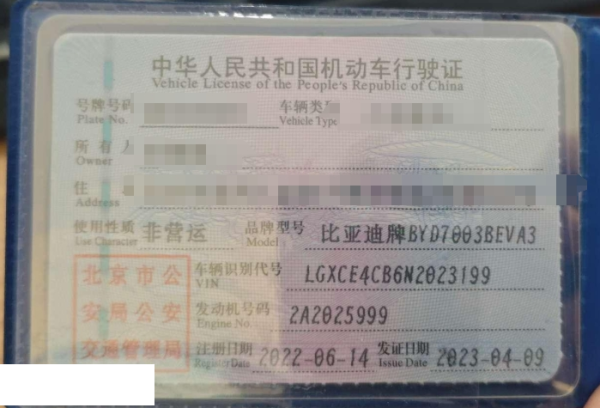 中华人民共和国机动车行驶证
Vehicle License of the People's Republic of China
号牌号码 车辆类型
Plate No. Vehicle Type
所有人
Owner
住
Address
使用性质 非营运 品牌型号 比亚迪牌BYD7003BEVA3
Use Character Model
北京市公 车辆识别代号 LGXCE4CB6N2023199
VIN
安局公安 发动机号码 2A2025999
Engine No.
交通管理局 注册日期 2022-06-14 发证日期 2023-04-09
Register Date Issue Date